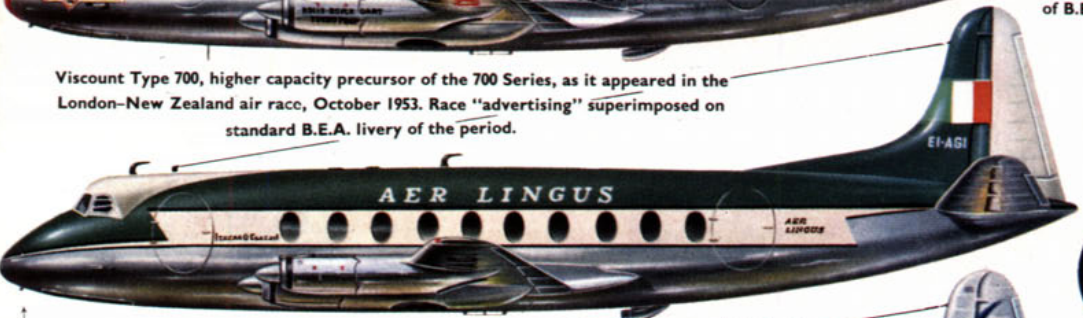 of B.E
Viscount Type 700, higher capacity precursor of the 700 Series, as it appeared in the
London–New Zealand air race, October 1953. Race "advertising" superimposed on
standard B.E.A. livery of the period.
EI-AGI
AER LINGUS
AER
LINGUS